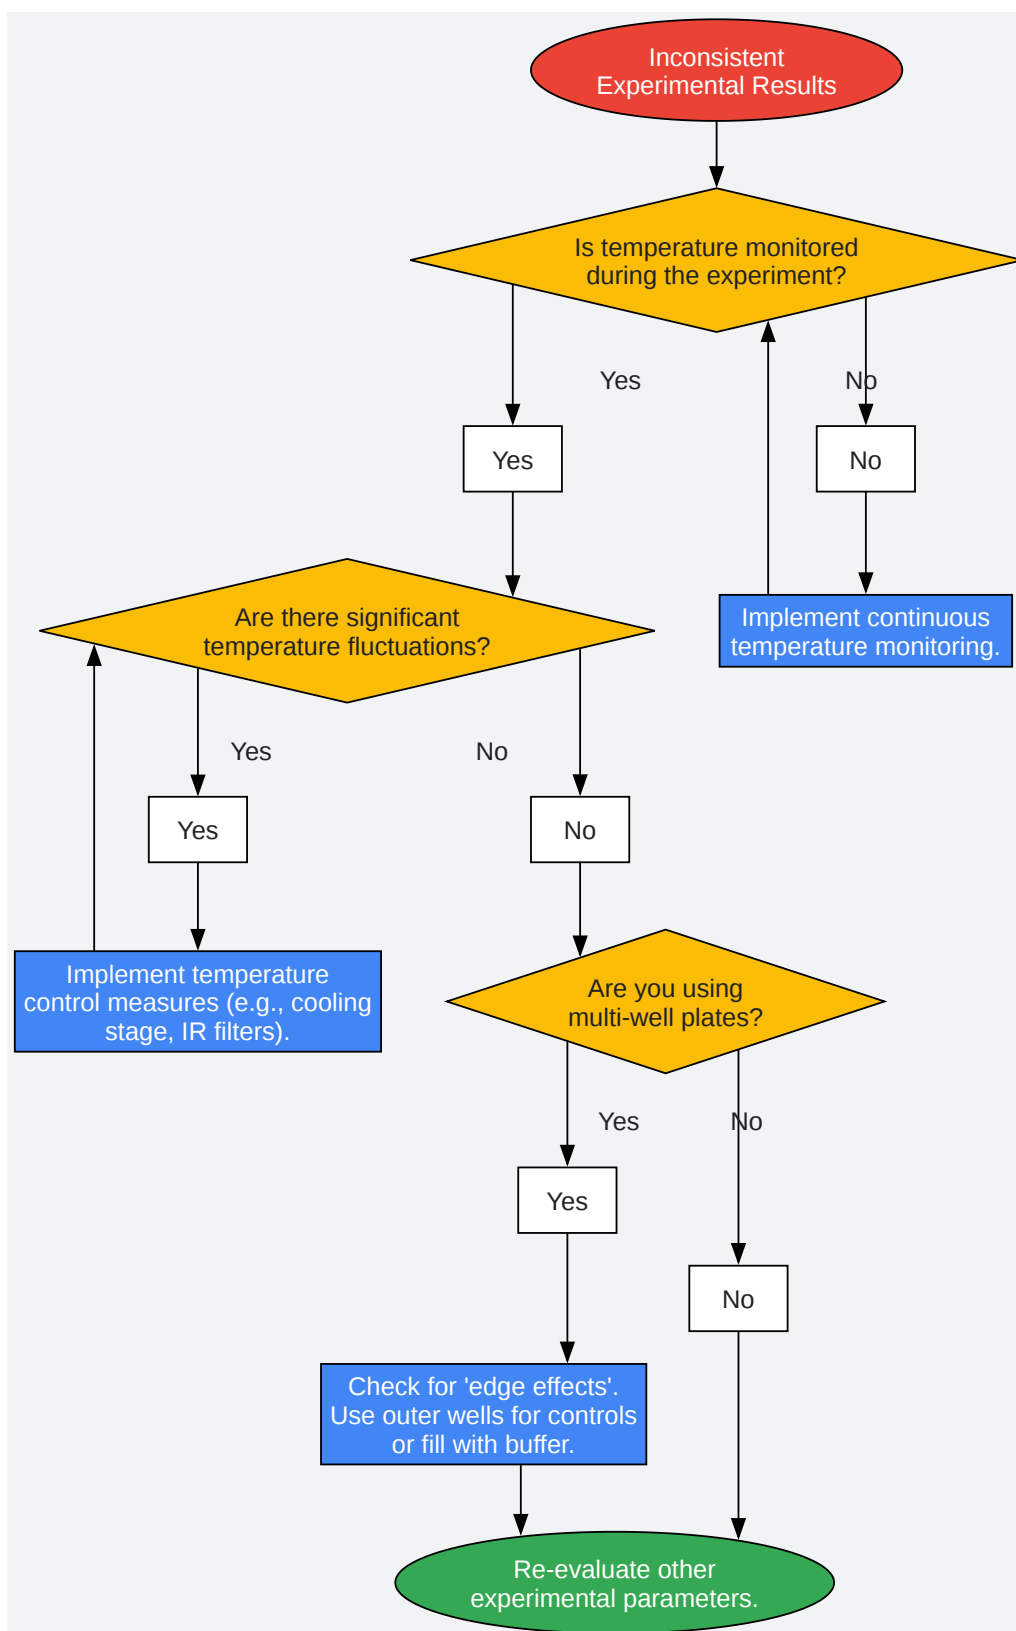 Inconsistent
Experimental Results
Is temperature monitored
during the experiment?
Yes
No
Yes
No
Are there significant
temperature fluctuations?
Implement continuous
temperature monitoring.
Yes
No
Yes
No
Implement temperature
control measures (e.g., cooling
stage, IR filters).
Are you using
multi-well plates?
Yes
No
Yes
No
Check for 'edge effects'.
Use outer wells for controls
or fill with buffer.
Re-evaluate other
experimental parameters.